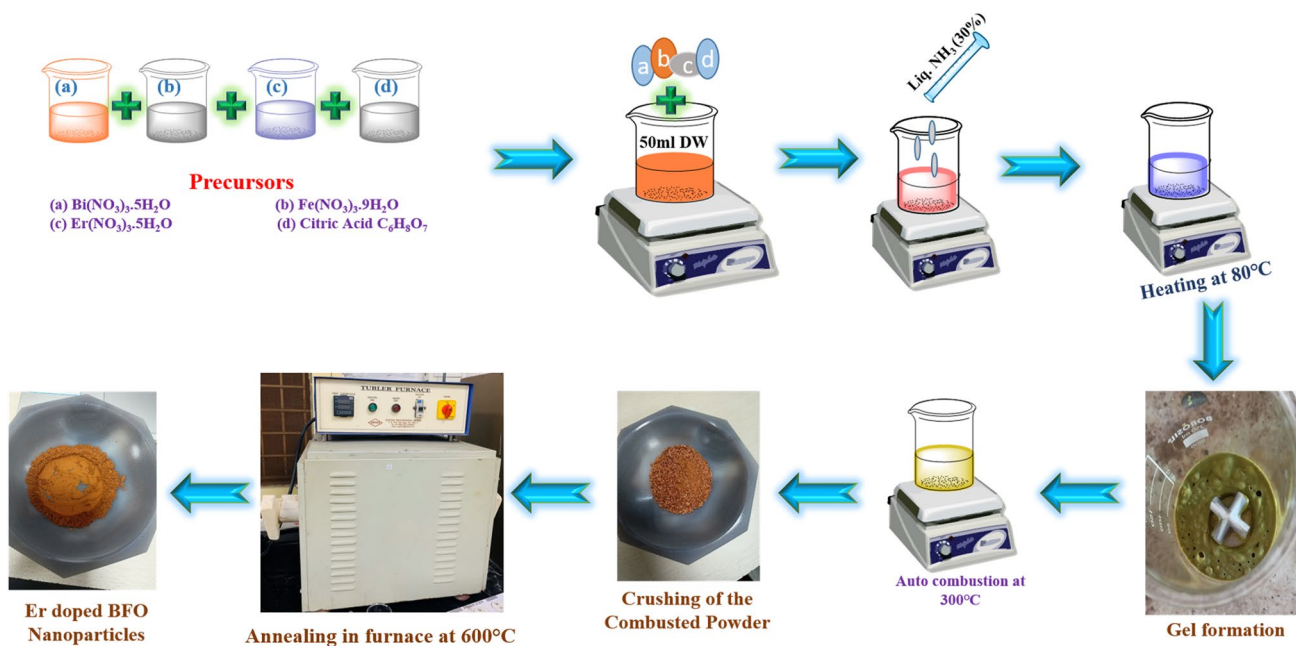 (a)
(b)
(c)
(d)
Precursors
(a) Bi(NO₃)₃.5H₂O
(b) Fe(NO₃)₃.9H₂O
(c) Er(NO₃)₃.5H₂O
(d) Citric Acid C₆H₈O₇
a b c d
50ml DW
Liq. NH₃ (30%)
Heating at 80°C
TUBLER FURNACE
Er doped BFO
Nanoparticles
Annealing in furnace at 600°C
Crushing of the
Combusted Powder
Auto combustion at
300°C
BOROSIL
Gel formation